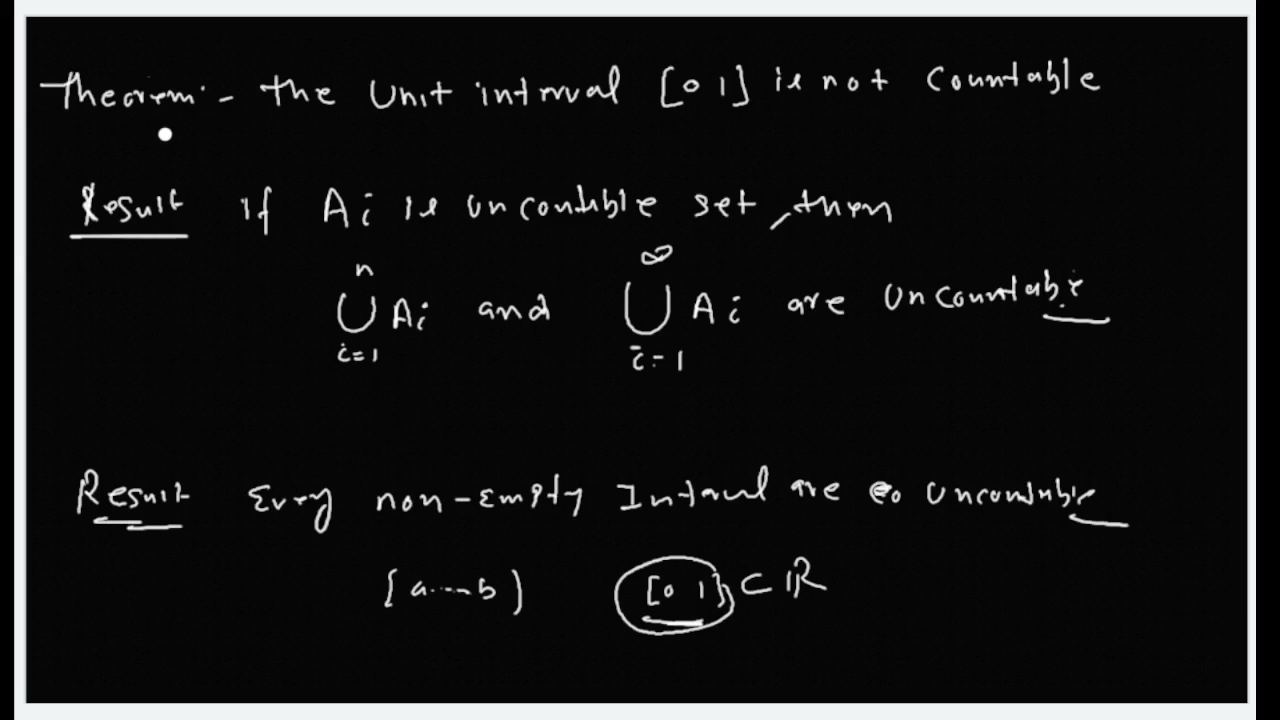 Theorem:- the Unit interval [0 1] is not Countable
Result if Ai is uncountable set, then
n ∞
∪ Ai and ∪ Ai are Uncountable
i=1 i=1
Result Every non-Empty Interval are Uncountable
[a----b) [0 1] ⊂ ℝ